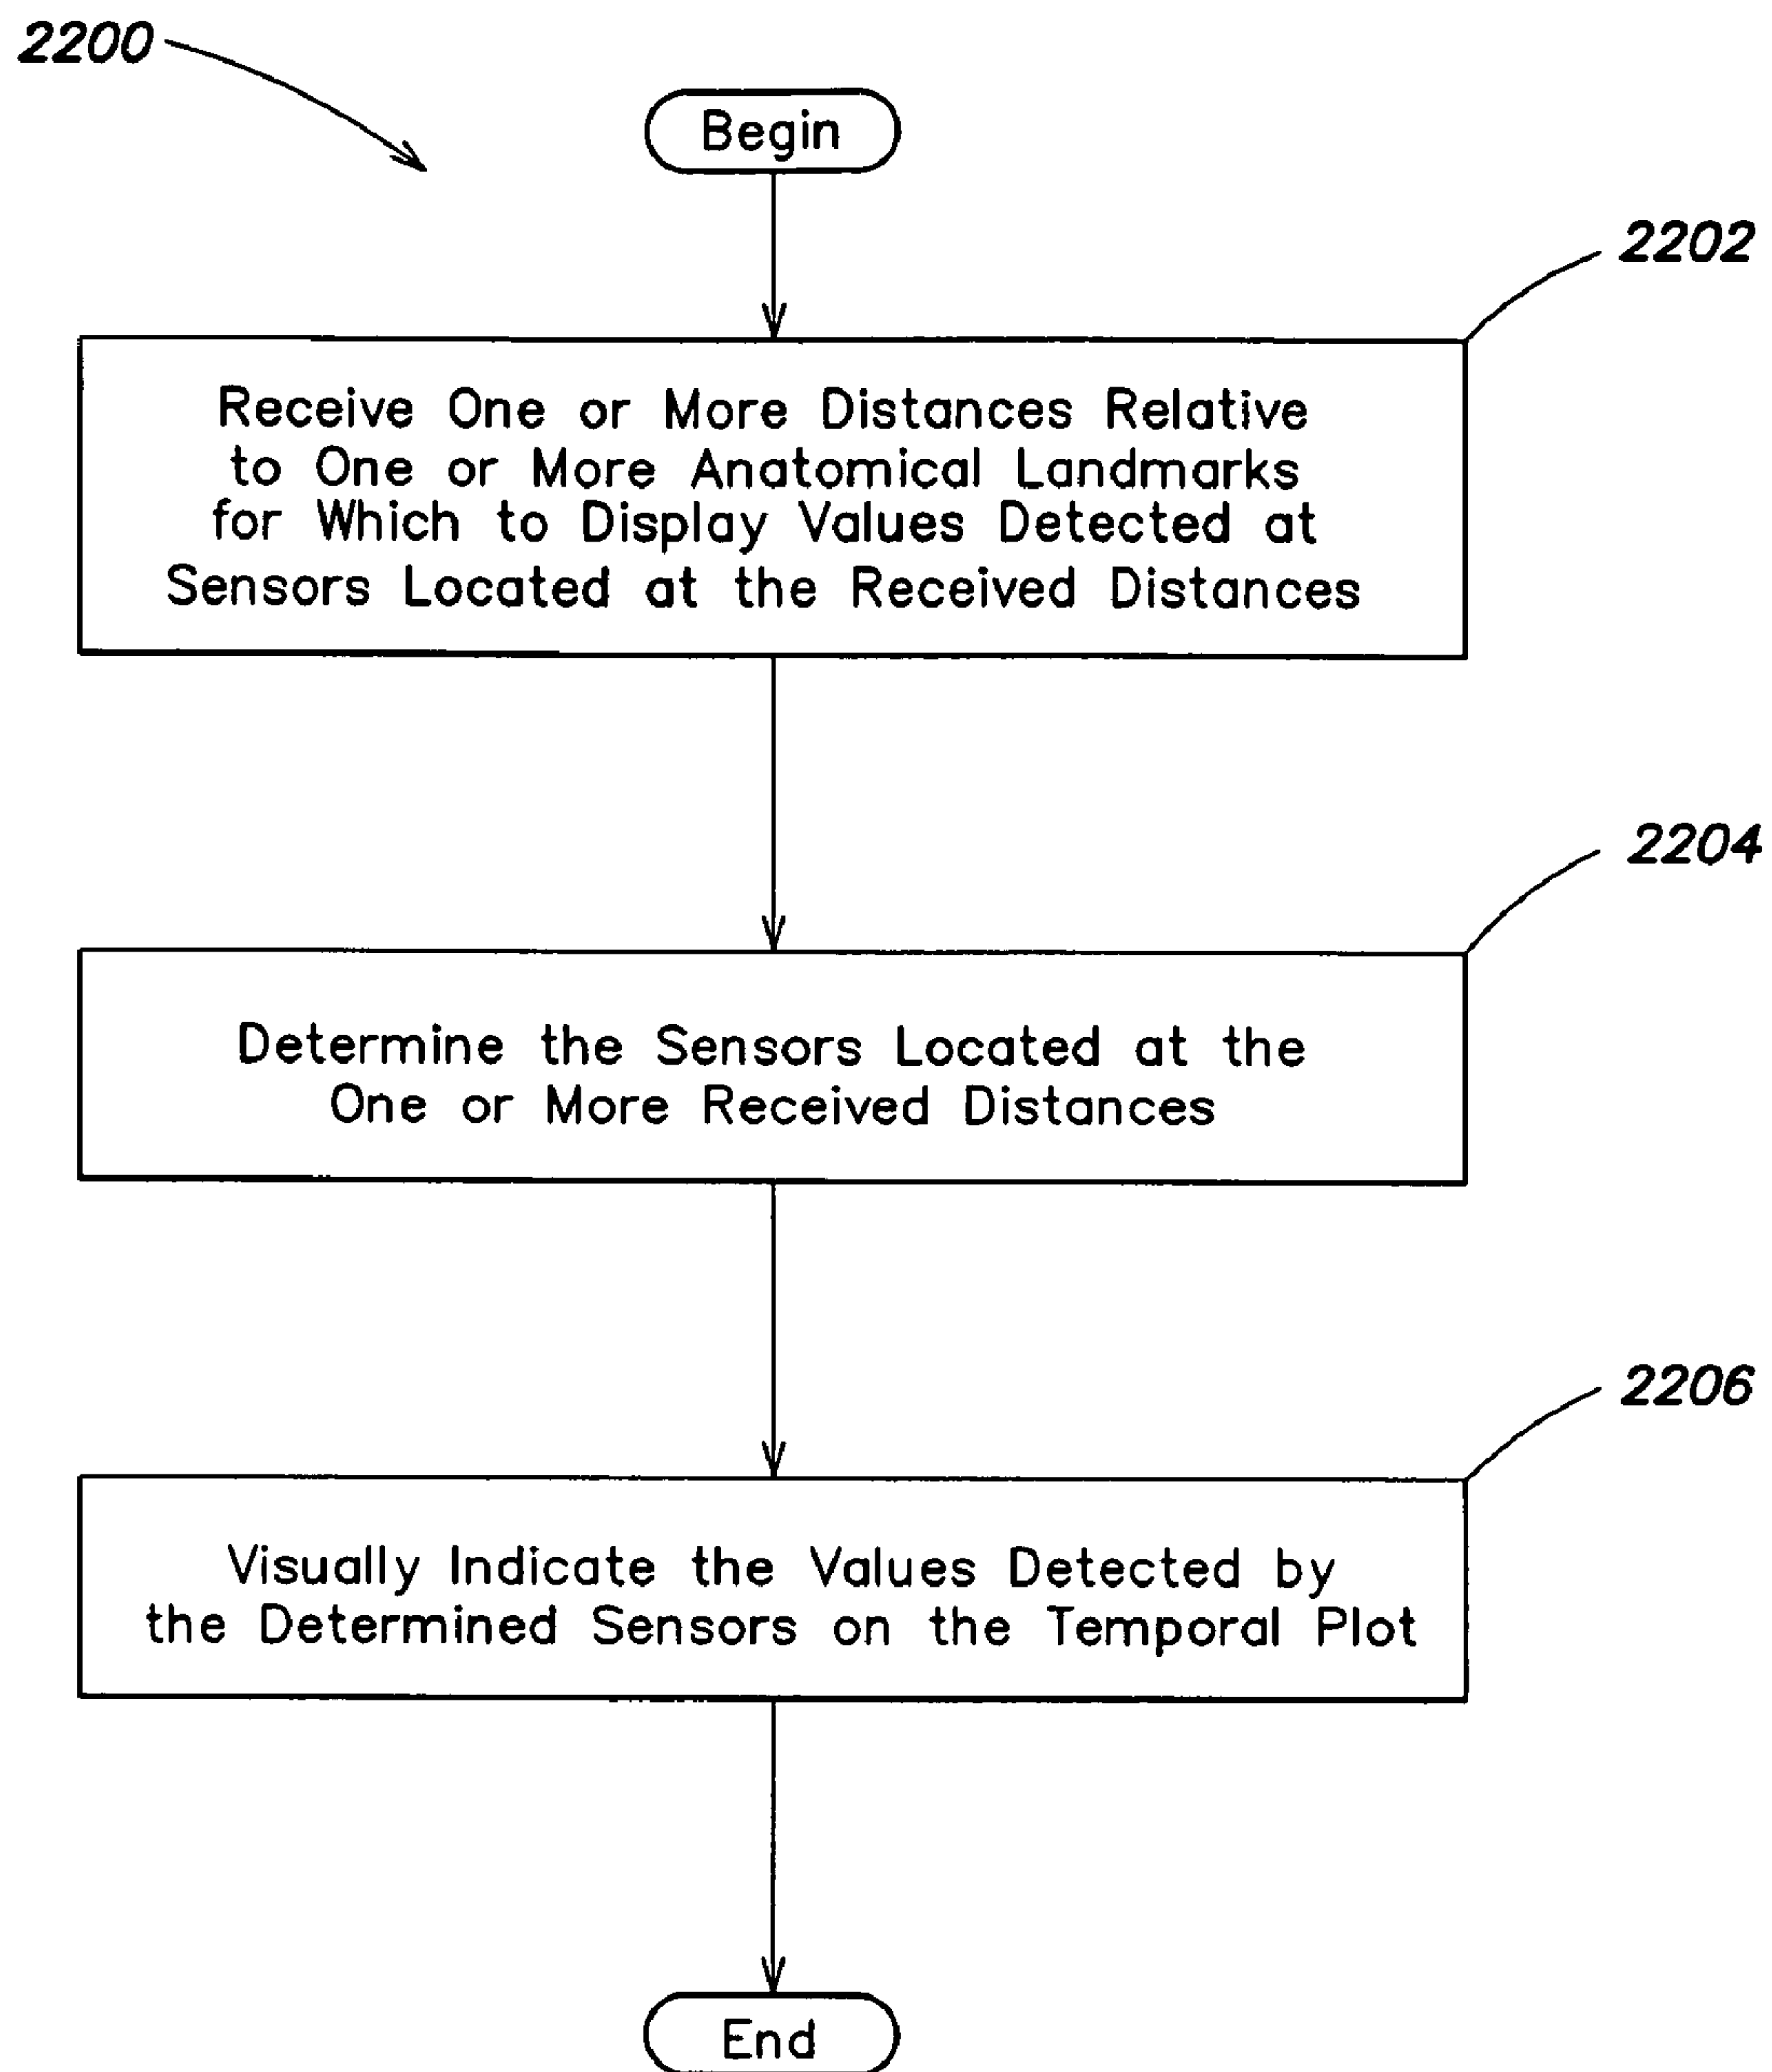 2200
Begin
2202
Receive One or More Distances Relative
to One or More Anatomical Landmarks
for Which to Display Values Detected at
Sensors Located at the Received Distances
2204
Determine the Sensors Located at the
One or More Received Distances
2206
Visually Indicate the Values Detected by
the Determined Sensors on the Temporal Plot
End